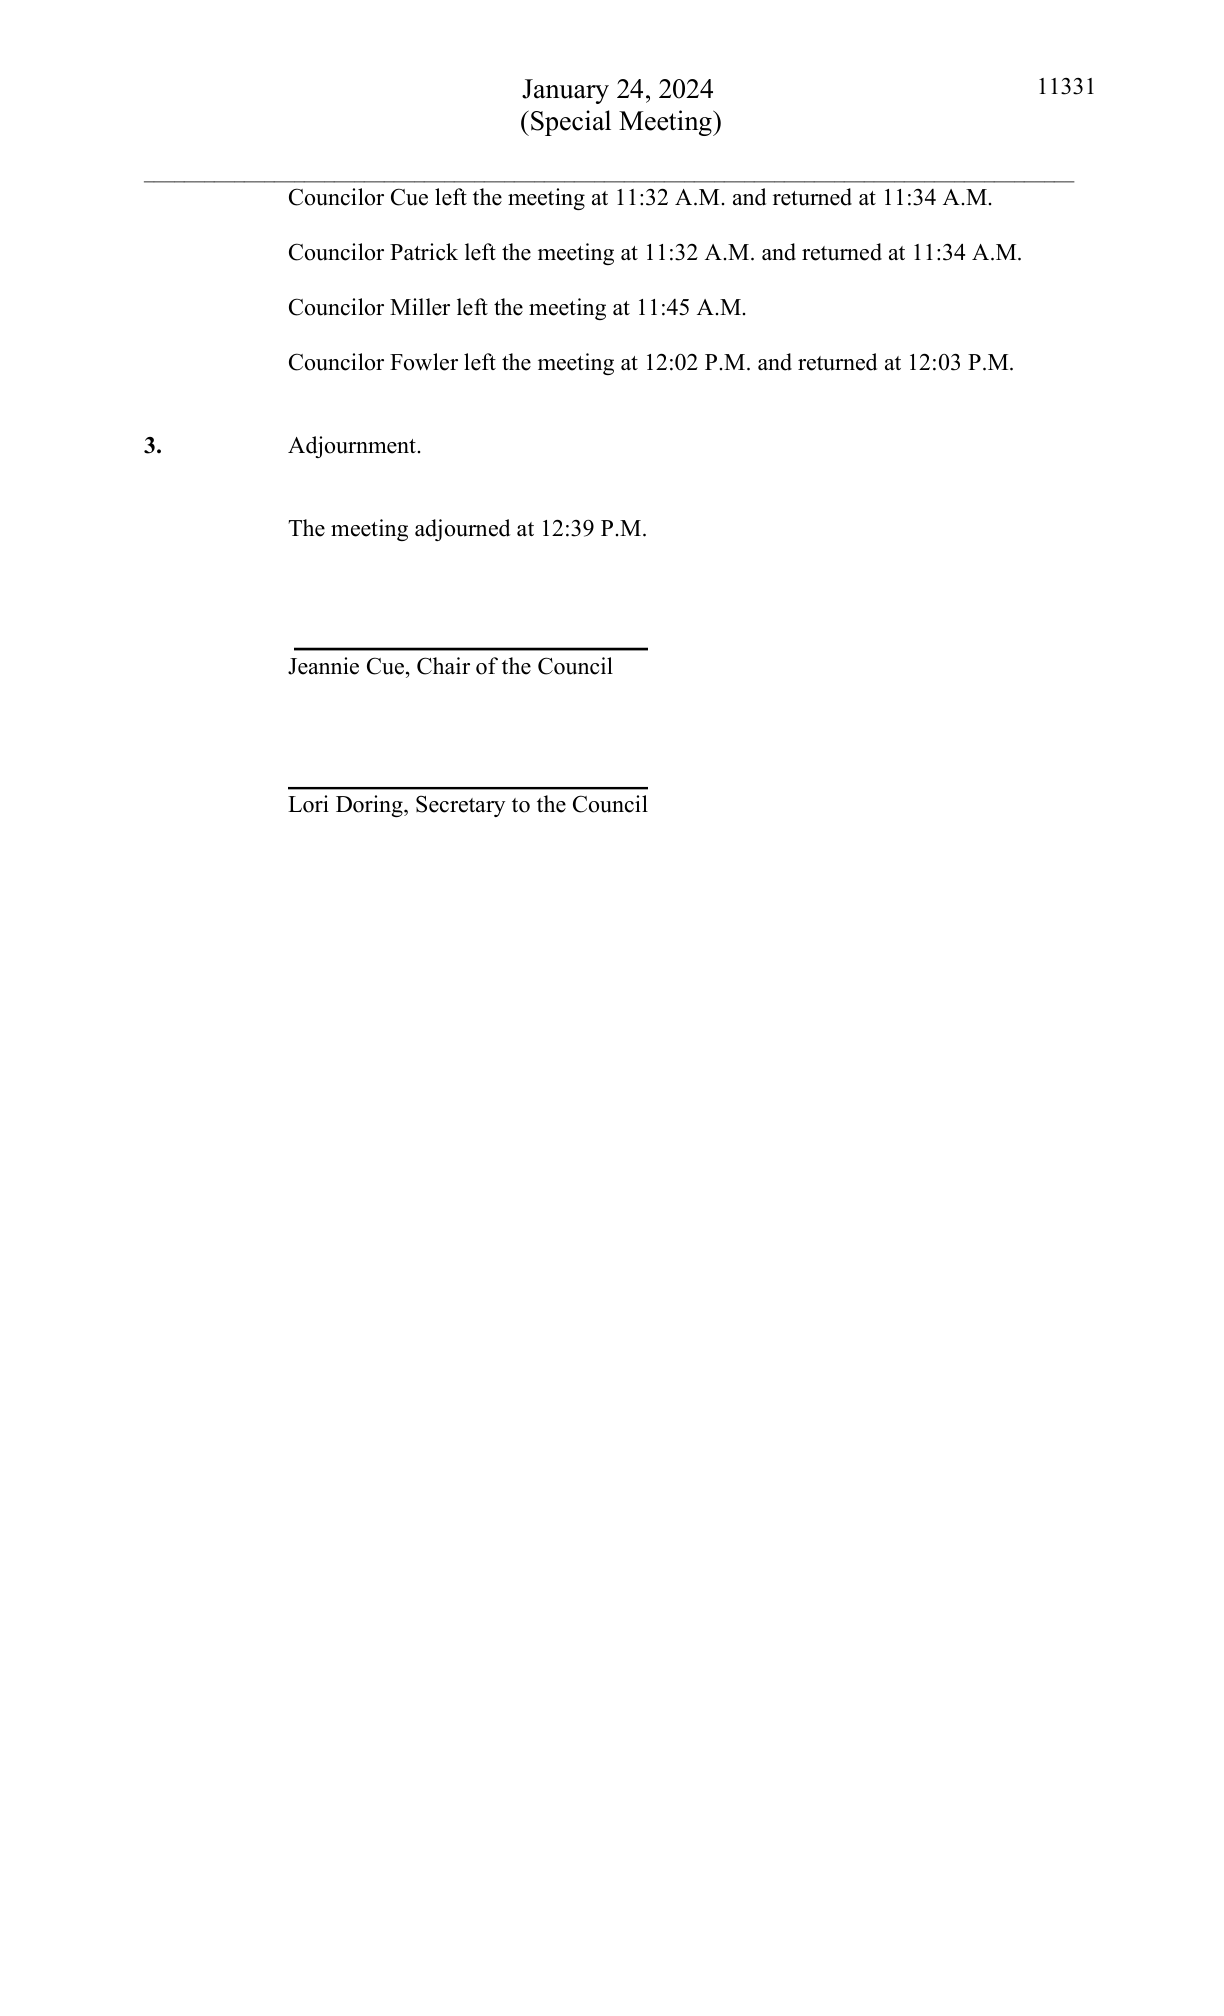 January 24, 2024
(Special Meeting)
11331
Councilor Cue left the meeting at 11:32 A.M. and returned at 11:34 A.M.
Councilor Patrick left the meeting at 11:32 A.M. and returned at 11:34 A.M.
Councilor Miller left the meeting at 11:45 A.M.
Councilor Fowler left the meeting at 12:02 P.M. and returned at 12:03 P.M.
3. Adjournment.
The meeting adjourned at 12:39 P.M.
Jeannie Cue, Chair of the Council
Lori Doring, Secretary to the Council